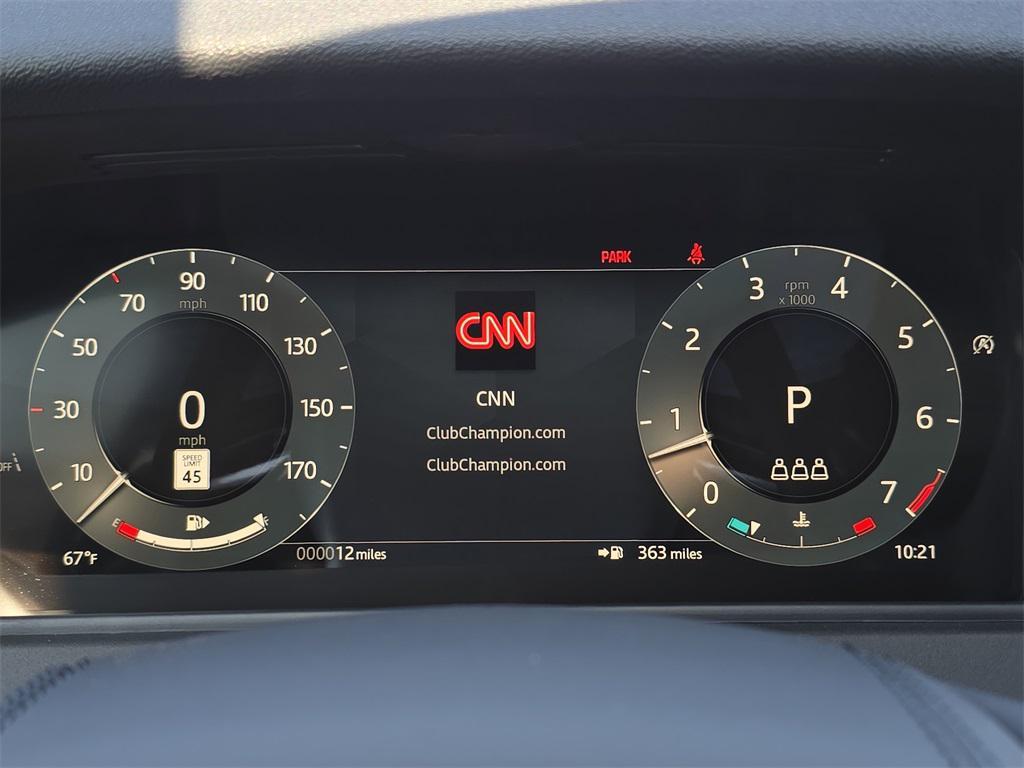 PARK
90
mph
70
110
50
130
30
150
10
170
0
mph
SPEED
LIMIT
45
OFF
E
F
67°F
CNN
CNN
ClubChampion.com
ClubChampion.com
000012 miles
363 miles
rpm
x 1000
3
4
2
5
1
6
0
7
P
A
10:21